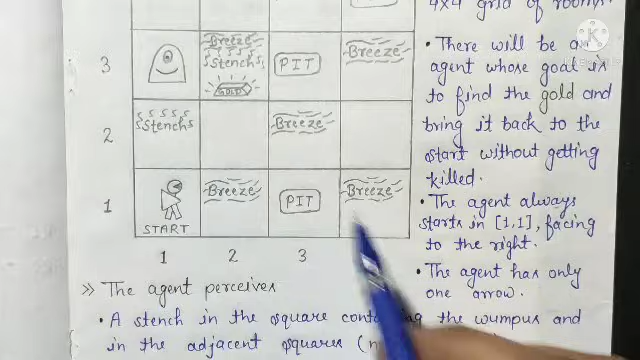 4x4 grid of rooms.
3
Breeze
Stench
GOLD
PIT
Breeze
• There will be an
agent whose goal is
to find the gold and
bring it back to the
start without getting
killed.
2
Stench
Breeze
1
START
Breeze
PIT
Breeze
1 2 3
• The agent always
starts in [1,1], facing
to the right.
• The agent has only
one arrow.
>> The agent perceives
• A stench in the square the wumpus and
in the adjacent squares